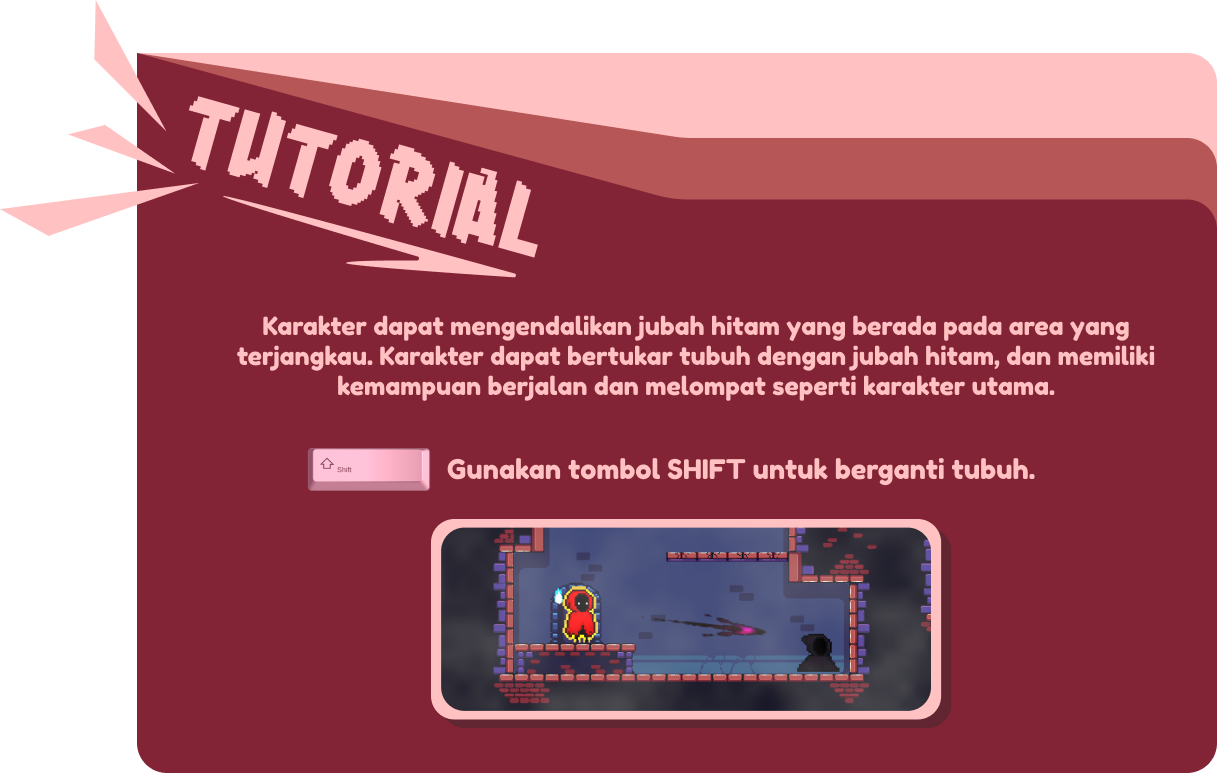 TUTORIAL
Karakter dapat mengendalikan jubah hitam yang berada pada area yang
terjangkau. Karakter dapat bertukar tubuh dengan jubah hitam, dan memiliki
kemampuan berjalan dan melompat seperti karakter utama.
Shift
Gunakan tombol SHIFT untuk berganti tubuh.